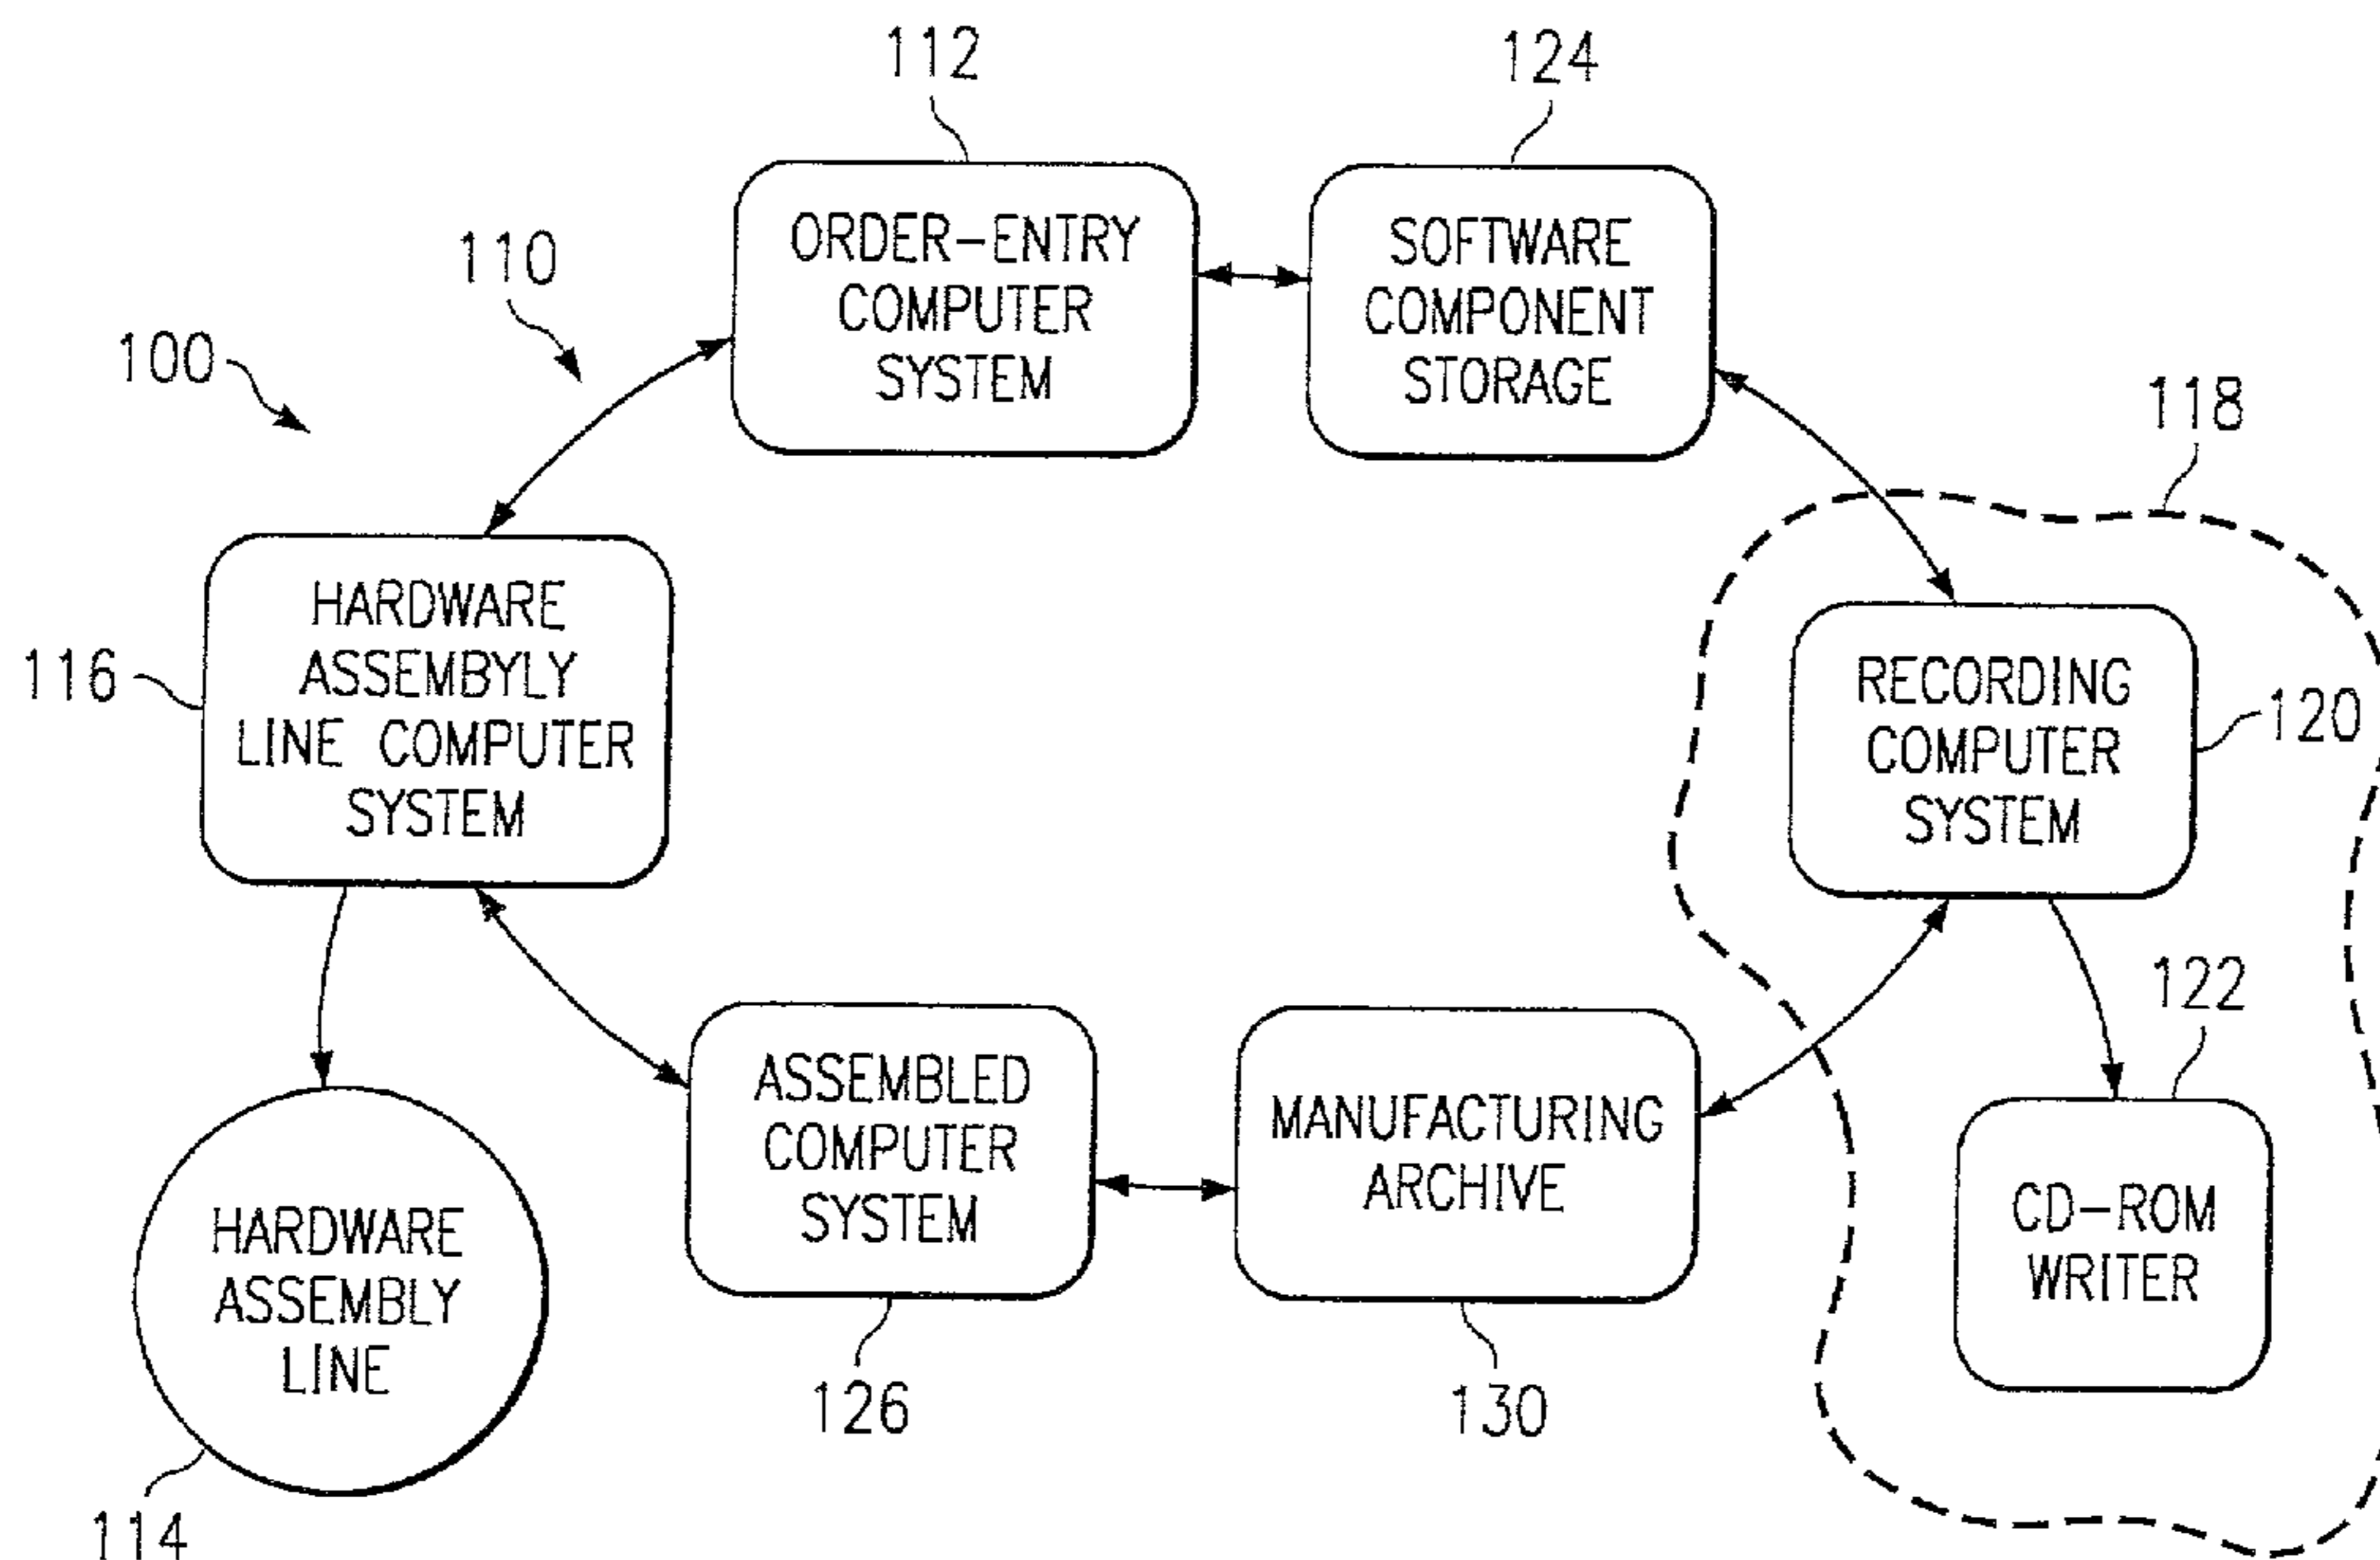 112
124
ORDER-ENTRY
COMPUTER
SYSTEM
SOFTWARE
COMPONENT
STORAGE
110
100
118
HARDWARE
ASSEMBYLY
LINE COMPUTER
SYSTEM
116
RECORDING
COMPUTER
SYSTEM
120
122
ASSEMBLED
COMPUTER
SYSTEM
MANUFACTURING
ARCHIVE
CD-ROM
WRITER
HARDWARE
ASSEMBLY
LINE
126
130
114